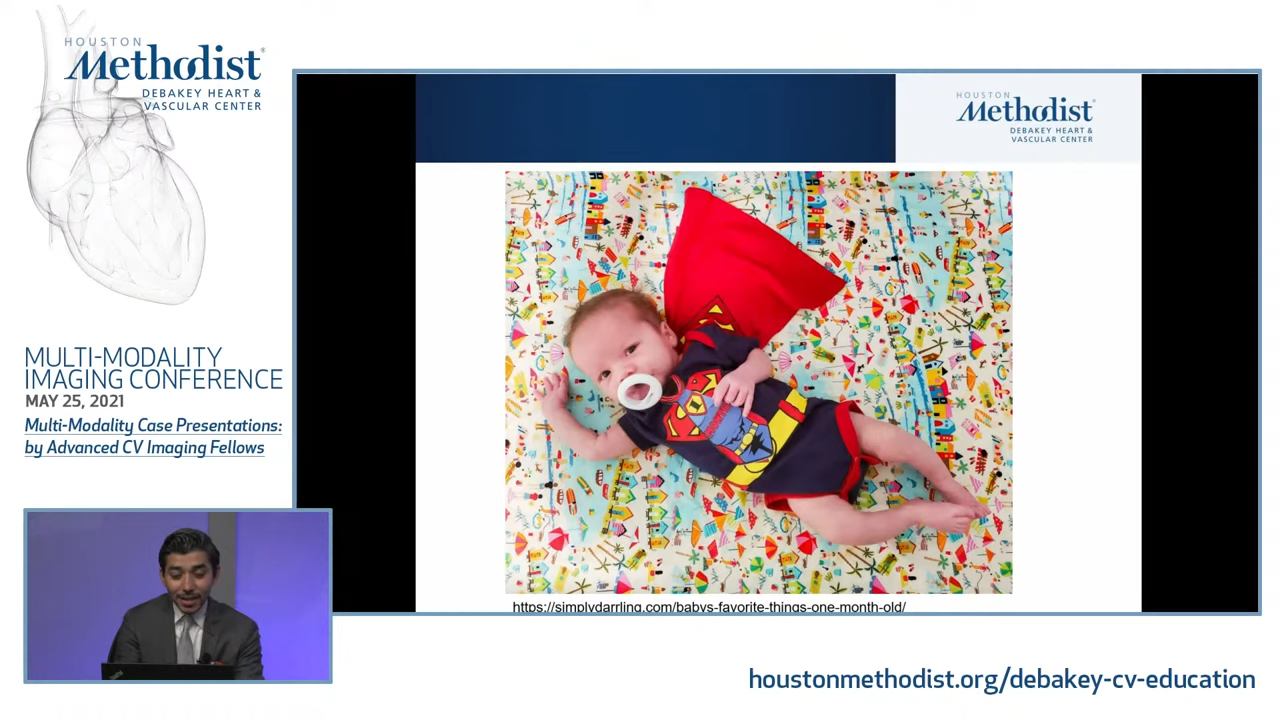 HOUSTON
Methodist®
DEBAKEY HEART &
VASCULAR CENTER
HOUSTON
Methodist®
DEBAKEY HEART &
VASCULAR CENTER
MULTI-MODALITY
IMAGING CONFERENCE
MAY 25, 2021
Multi-Modality Case Presentations:
by Advanced CV Imaging Fellows
https://simplydarrling.com/babys-favorite-things-one-month-old/
houstonmethodist.org/debakey-cv-education